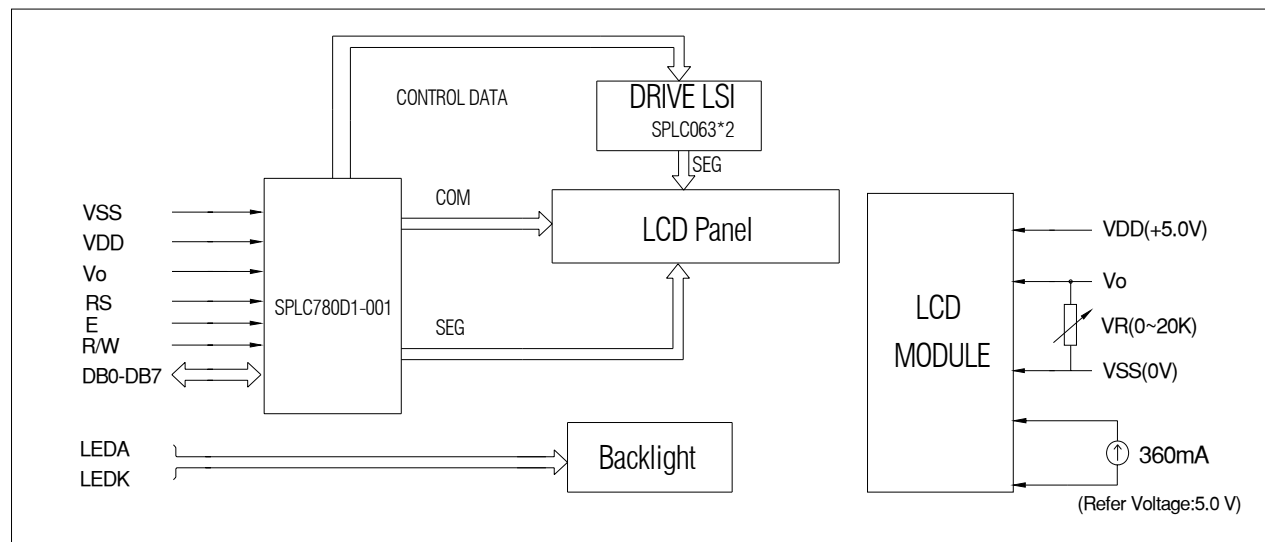 CONTROL DATA
DRIVE LSI
SPLC063*2
SEG
VSS
VDD
Vo
RS
E
R/W
DB0-DB7
SPLC780D1-001
COM
SEG
LCD Panel
LEDA
LEDK
Backlight
LCD
MODULE
VDD(+5.0V)
Vo
VR(0~20K)
VSS(0V)
360mA
(Refer Voltage:5.0 V)